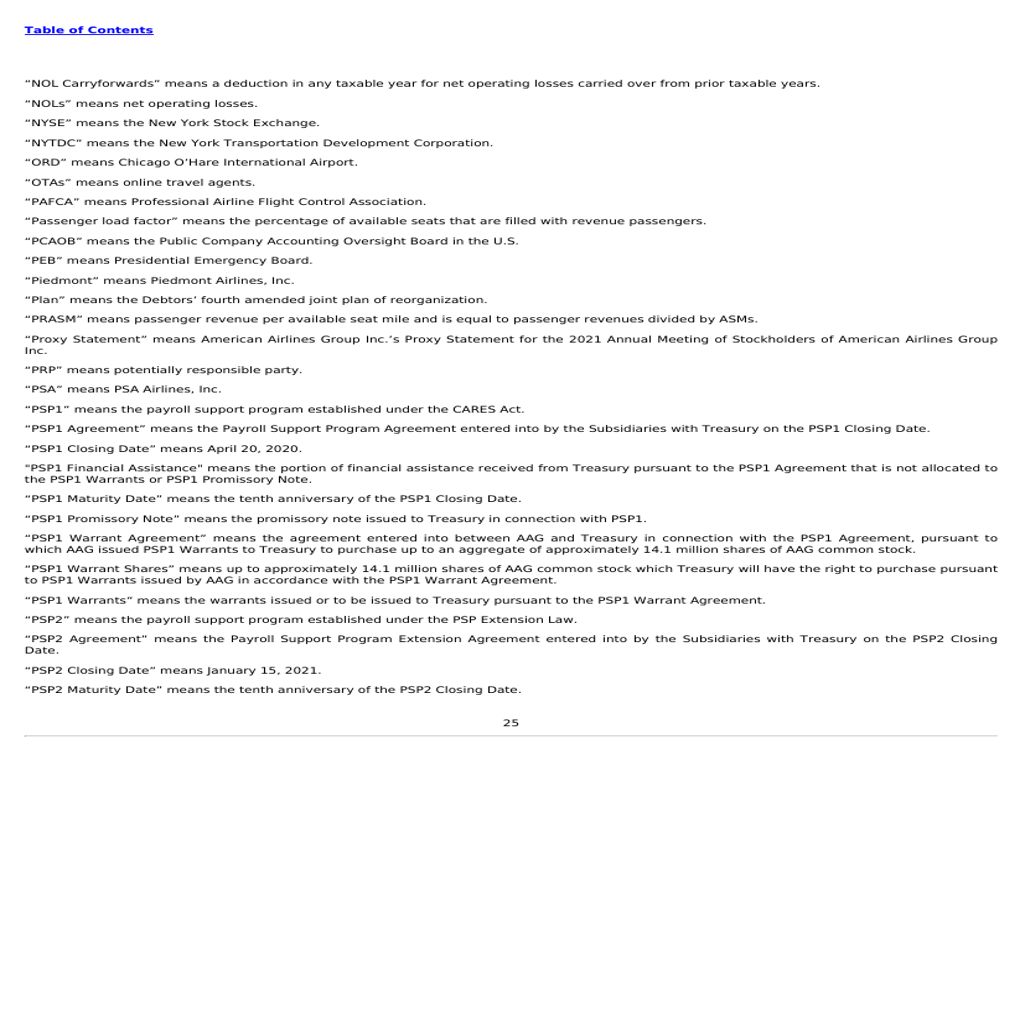 Table of Contents
“NOL Carryforwards” means a deduction in any taxable year for net operating losses carried over from prior taxable years.
“NOLs” means net operating losses.
“NYSE” means the New York Stock Exchange.
“NYTDC” means the New York Transportation Development Corporation.
“ORD” means Chicago O’Hare International Airport.
“OTAs” means online travel agents.
“PAFCA” means Professional Airline Flight Control Association.
“Passenger load factor” means the percentage of available seats that are filled with revenue passengers.
“PCAOB” means the Public Company Accounting Oversight Board in the U.S.
“PEB” means Presidential Emergency Board.
“Piedmont” means Piedmont Airlines, Inc.
“Plan” means the Debtors’ fourth amended joint plan of reorganization.
“PRASM” means passenger revenue per available seat mile and is equal to passenger revenues divided by ASMs.
“Proxy Statement” means American Airlines Group Inc.’s Proxy Statement for the 2021 Annual Meeting of Stockholders of American Airlines Group
Inc.
“PRP” means potentially responsible party.
“PSA” means PSA Airlines, Inc.
“PSP1” means the payroll support program established under the CARES Act.
“PSP1 Agreement” means the Payroll Support Program Agreement entered into by the Subsidiaries with Treasury on the PSP1 Closing Date.
“PSP1 Closing Date” means April 20, 2020.
"PSP1 Financial Assistance" means the portion of financial assistance received from Treasury pursuant to the PSP1 Agreement that is not allocated to
the PSP1 Warrants or PSP1 Promissory Note.
“PSP1 Maturity Date” means the tenth anniversary of the PSP1 Closing Date.
“PSP1 Promissory Note” means the promissory note issued to Treasury in connection with PSP1.
“PSP1 Warrant Agreement” means the agreement entered into between AAG and Treasury in connection with the PSP1 Agreement, pursuant to
which AAG issued PSP1 Warrants to Treasury to purchase up to an aggregate of approximately 14.1 million shares of AAG common stock.
“PSP1 Warrant Shares” means up to approximately 14.1 million shares of AAG common stock which Treasury will have the right to purchase pursuant
to PSP1 Warrants issued by AAG in accordance with the PSP1 Warrant Agreement.
“PSP1 Warrants” means the warrants issued or to be issued to Treasury pursuant to the PSP1 Warrant Agreement.
“PSP2” means the payroll support program established under the PSP Extension Law.
“PSP2 Agreement” means the Payroll Support Program Extension Agreement entered into by the Subsidiaries with Treasury on the PSP2 Closing
Date.
“PSP2 Closing Date” means January 15, 2021.
“PSP2 Maturity Date” means the tenth anniversary of the PSP2 Closing Date.
25